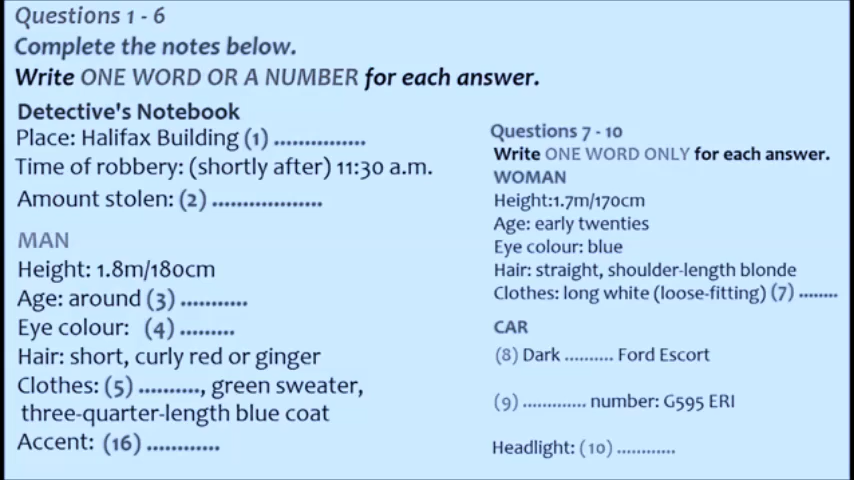 Questions 1 - 6
Complete the notes below.
Write ONE WORD OR A NUMBER for each answer.
Detective's Notebook
Place: Halifax Building (1) ...............
Time of robbery: (shortly after) 11:30 a.m.
Amount stolen: (2) ..................
MAN
Height: 1.8m/180cm
Age: around (3) ...........
Eye colour: (4) .........
Hair: short, curly red or ginger
Clothes: (5) .........., green sweater,
three-quarter-length blue coat
Accent: (16) ............
Questions 7 - 10
Write ONE WORD ONLY for each answer.
WOMAN
Height:1.7m/170cm
Age: early twenties
Eye colour: blue
Hair: straight, shoulder-length blonde
Clothes: long white (loose-fitting) (7) ........
CAR
(8) Dark .......... Ford Escort
(9) ............. number: G595 ERI
Headlight: (10) ............